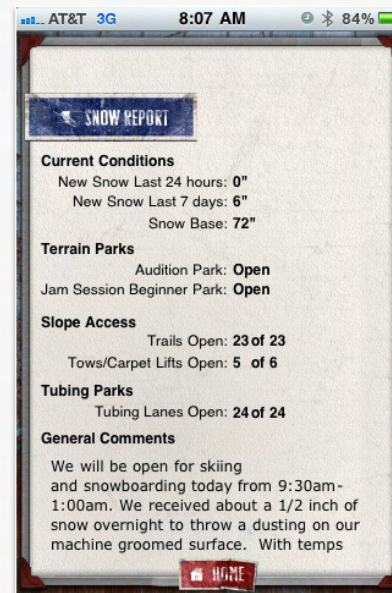 AT&T 3G 8:07 AM 84%
SNOW REPORT
Current Conditions
New Snow Last 24 hours: 0"
New Snow Last 7 days: 6"
Snow Base: 72"
Terrain Parks
Audition Park: Open
Jam Session Beginner Park: Open
Slope Access
Trails Open: 23 of 23
Tows/Carpet Lifts Open: 5 of 6
Tubing Parks
Tubing Lanes Open: 24 of 24
General Comments
We will be open for skiing
and snowboarding today from 9:30am-
1:00am. We received about a 1/2 inch of
snow overnight to throw a dusting on our
machine groomed surface. With temps
HOME